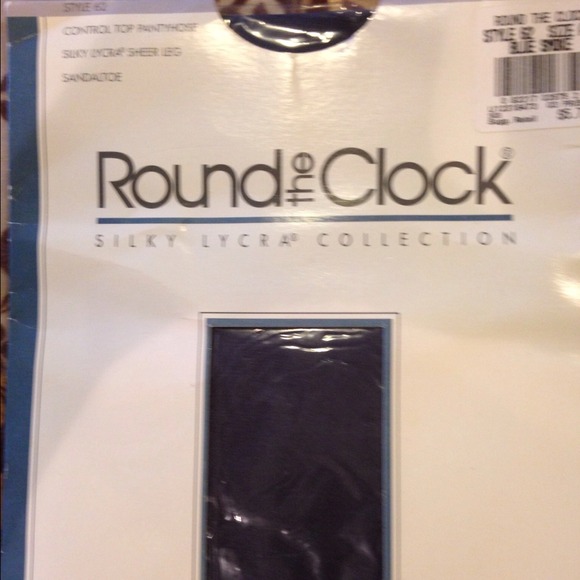 STYLE 62
CONTROL TOP PANTYHOSE
SILKY LYCRA® SHEER LEG
SANDALTOE
ROUND THE CLOC
STYLE 62 SIZE
BLUE SMOKE
Round the Clock®
SILKY LYCRA® COLLECTION